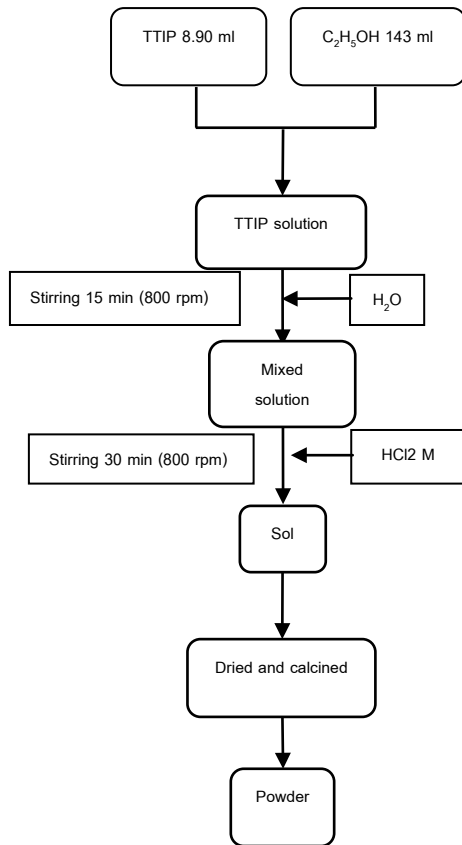 TTIP 8.90 ml
C₂H₅OH 143 ml
TTIP solution
Stirring 15 min (800 rpm)
H₂O
Mixed
solution
Stirring 30 min (800 rpm)
HCl2 M
Sol
Dried and calcined
Powder